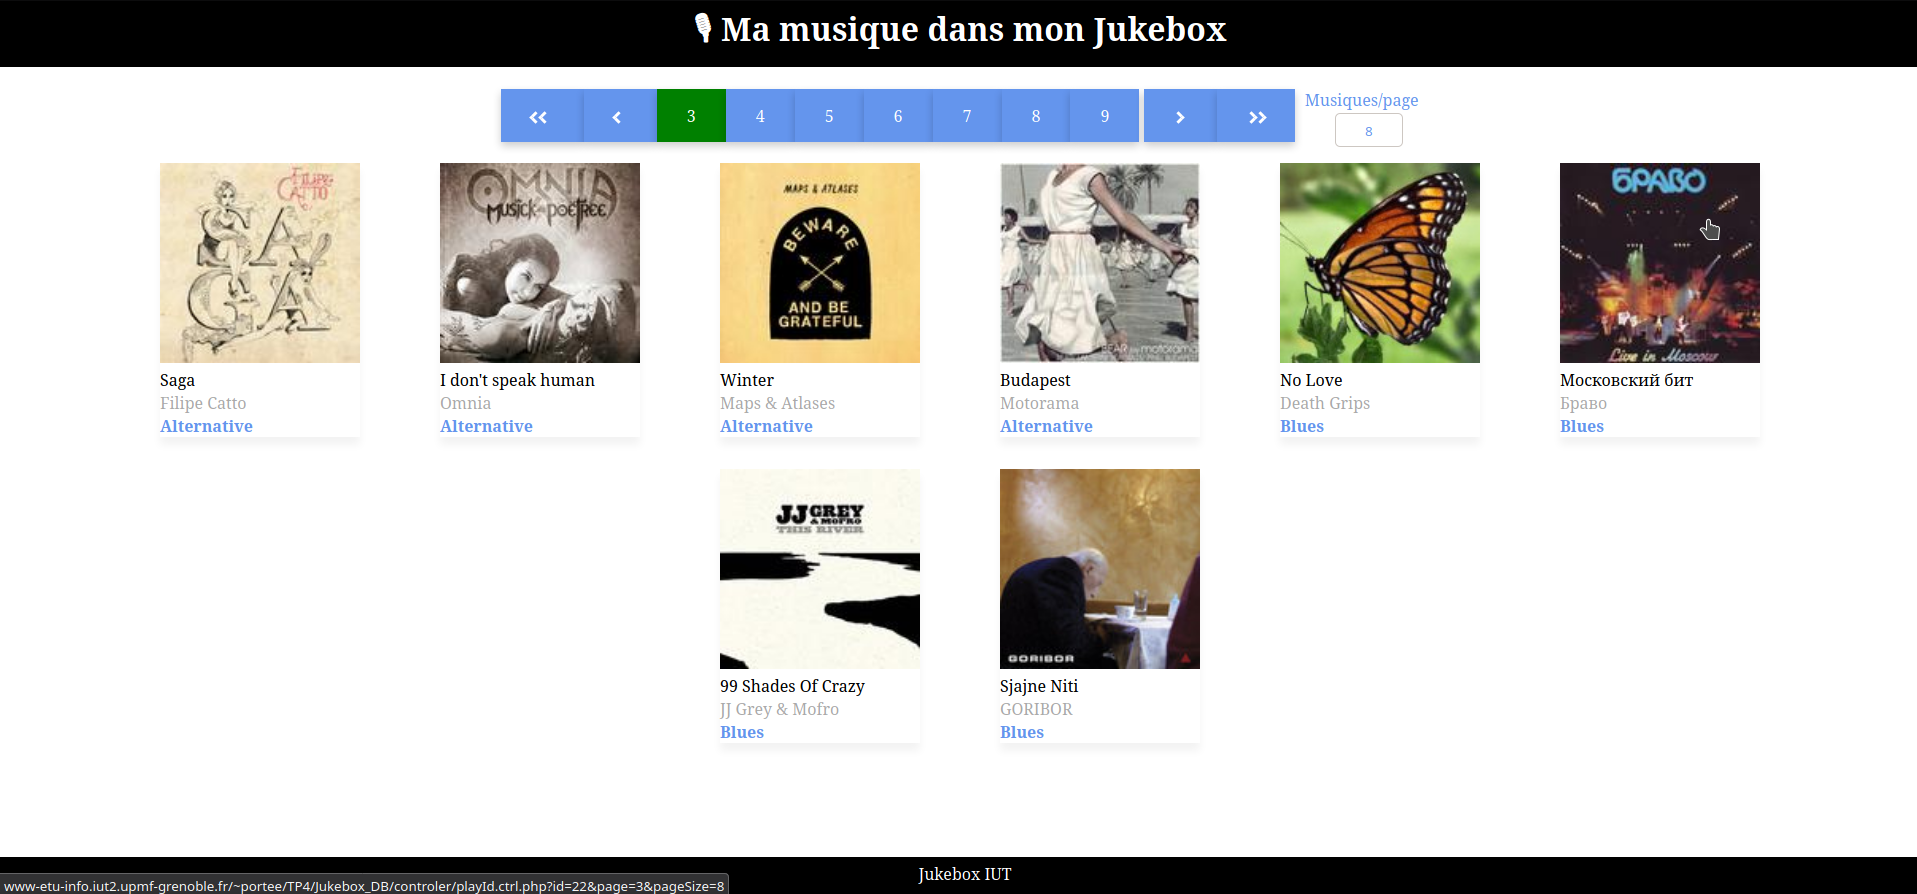 Ma musique dans mon Jukebox
3 4 5 6 7 8 9
Musiques/page
8
FILIPE CATTO
SAGA
OMNIA
MUSICK and POETREE
MAPS & ATLASES
BEWARE
AND BE
GRATEFUL
by motorama
БРАВО
Live in Moscow
Saga
Filipe Catto
Alternative
I don't speak human
Omnia
Alternative
Winter
Maps & Atlases
Alternative
Budapest
Motorama
Alternative
No Love
Death Grips
Blues
Московский бит
Браво
Blues
JJ GREY
& MOFRO
THIS RIVER
GORIBOR
99 Shades Of Crazy
JJ Grey & Mofro
Blues
Sjajne Niti
GORIBOR
Blues
Jukebox IUT
www-etu-info.iut2.upmf-grenoble.fr/~portee/TP4/Jukebox_DB/controler/playId.ctrl.php?id=22&page=3&pageSize=8